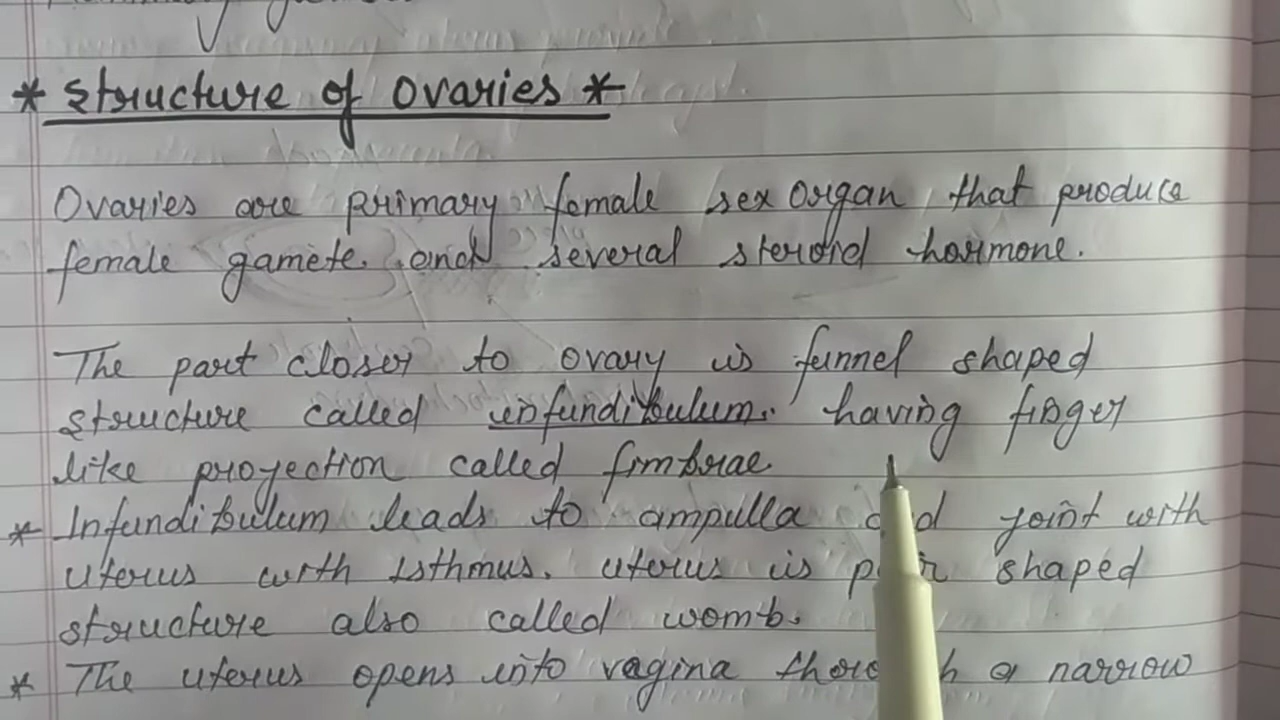 * Structure of Ovaries *
Ovaries are primary female sex organ that produce
female gamete and several steroid hormone.
The part closer to ovary is funnel shaped
structure called infundibulum. having finger
like projection called fimbrae
* Infundibulum leads to ampulla and joint with
uterus with Isthmus. uterus is pear shaped
structure also called womb.
* The uterus opens into vagina a narrow